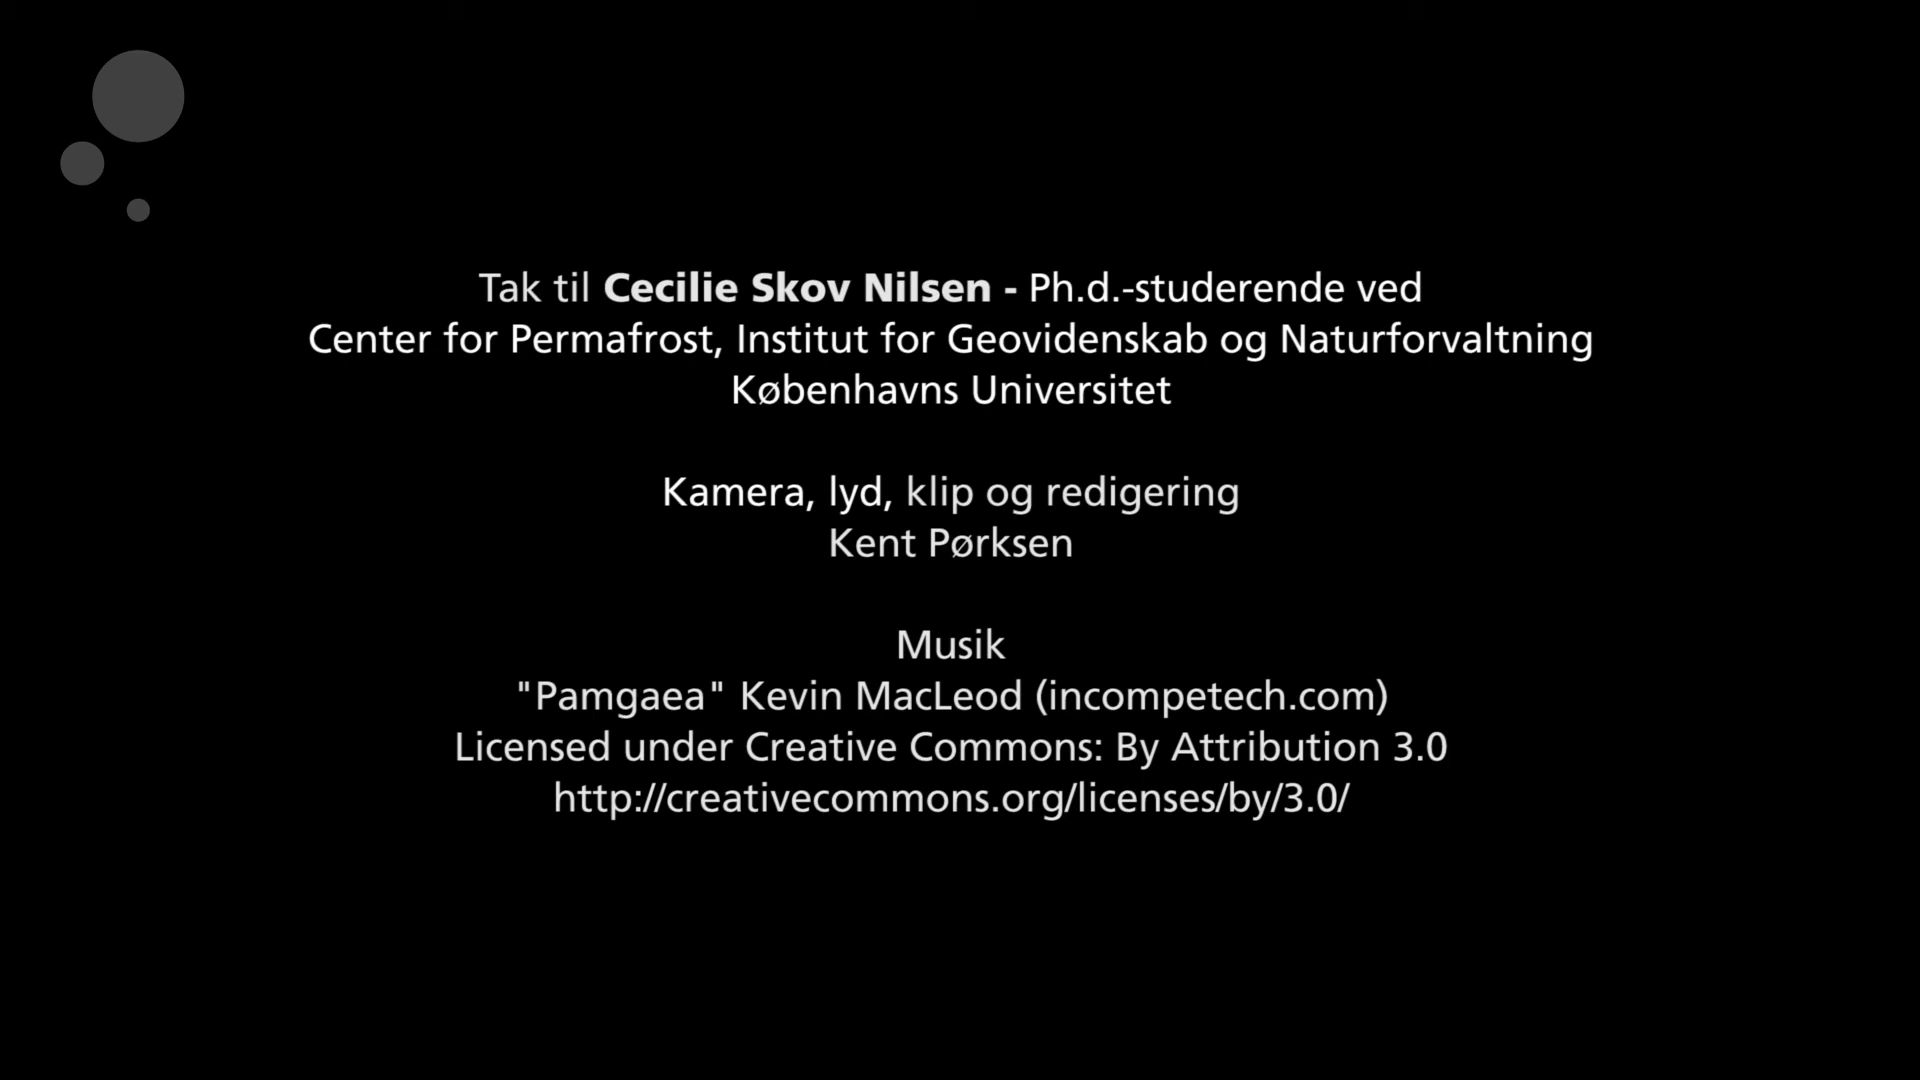 Tak til Cecilie Skov Nilsen - Ph.d.-studerende ved
Center for Permafrost, Institut for Geovidenskab og Naturforvaltning
Københavns Universitet
Kamera, lyd, klip og redigering
Kent Pørksen
Musik
"Pamgaea" Kevin MacLeod (incompetech.com)
Licensed under Creative Commons: By Attribution 3.0
http://creativecommons.org/licenses/by/3.0/